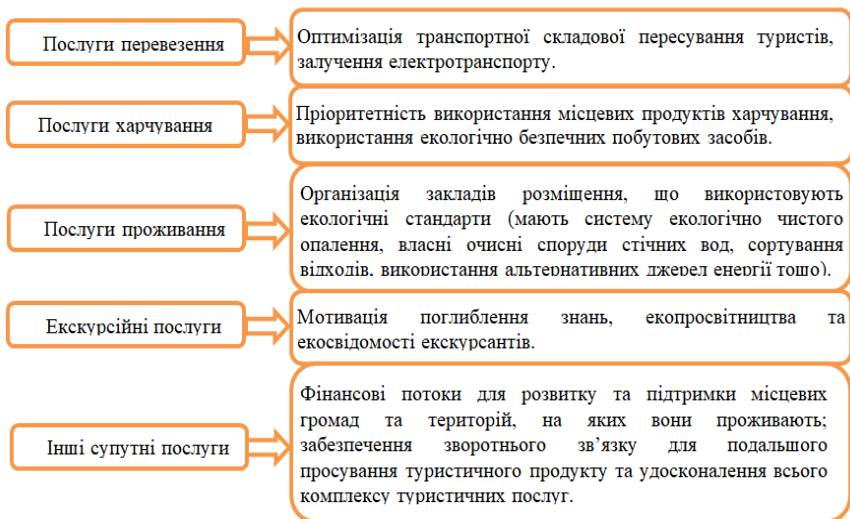 Послуги перевезення
Оптимізація транспортної складової пересування туристів,
залучення електротранспорту.
Послуги харчування
Пріоритетність використання місцевих продуктів харчування,
використання екологічно безпечних побутових засобів.
Послуги проживання
Організація закладів розміщення, що використовують
екологічні стандарти (мають систему екологічно чистого
опалення, власні очисні споруди стічних вод, сортування
відходів, використання альтернативних джерел енергії тощо).
Екскурсійні послуги
Мотивація поглиблення знань, екопросвітництва та
екосвідомості екскурсантів.
Інші супутні послуги
Фінансові потоки для розвитку та підтримки місцевих
громад та територій, на яких вони проживають;
забезпечення зворотнього зв’язку для подальшого
просування туристичного продукту та удосконалення всього
комплексу туристичних послуг.